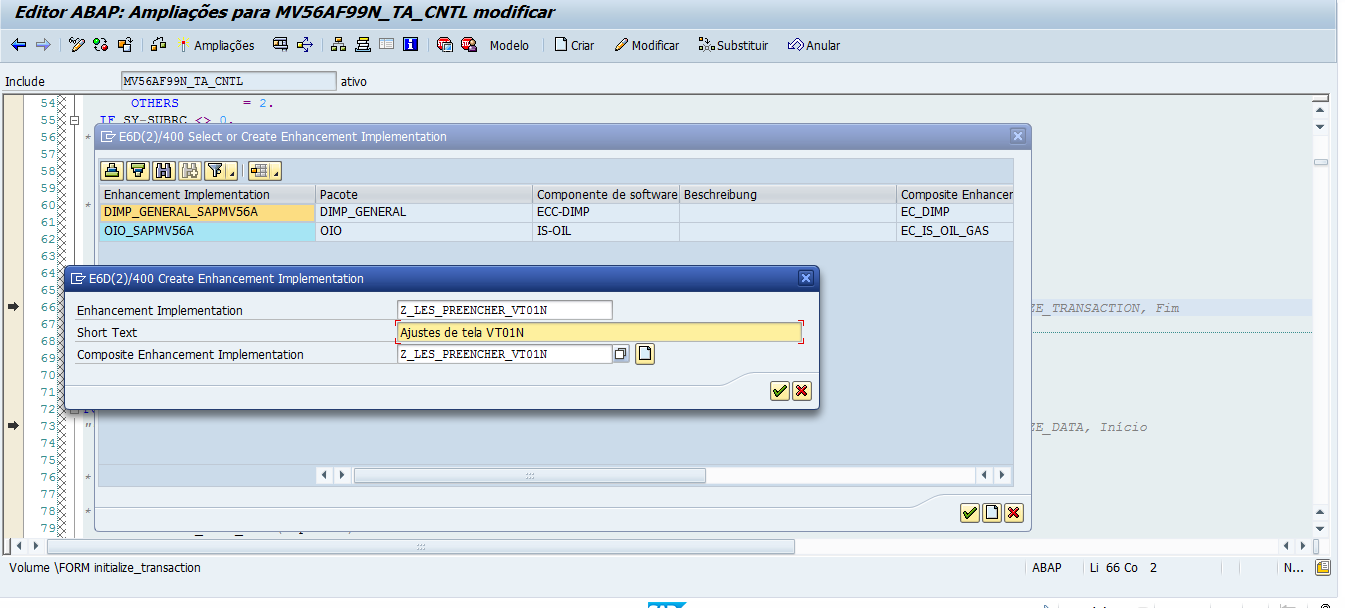 Editor ABAP: Ampliações para MV56AF99N_TA_CNTL modificar
Ampliações Modelo Criar Modificar Substituir Anular
Include MV56AF99N_TA_CNTL ativo
54 OTHERS = 2.
55 IF SY-SUBRC <> 0.
56 *
E6D(2)/400 Select or Create Enhancement Implementation
57
58
59 Enhancement Implementation Pacote Componente de software Beschreibung Composite Enhancer
60 * DIMP_GENERAL_SAPMV56A DIMP_GENERAL ECC-DIMP EC_DIMP
61
62 OIO_SAPMV56A OIO IS-OIL EC_IS_OIL_GAS
63
64
E6D(2)/400 Create Enhancement Implementation
65
66 ZE_TRANSACTION, Fim
Enhancement Implementation Z_LES_PREENCHER_VT01N
67
Short Text Ajustes de tela VT01N
68
69
Composite Enhancement Implementation Z_LES_PREENCHER_VT01N
70
71
72
73 " ZE_DATA, Início
74
75
76 *
77
78 *
79
Volume \FORM initialize_transaction ABAP Li 66 Co 2 N...